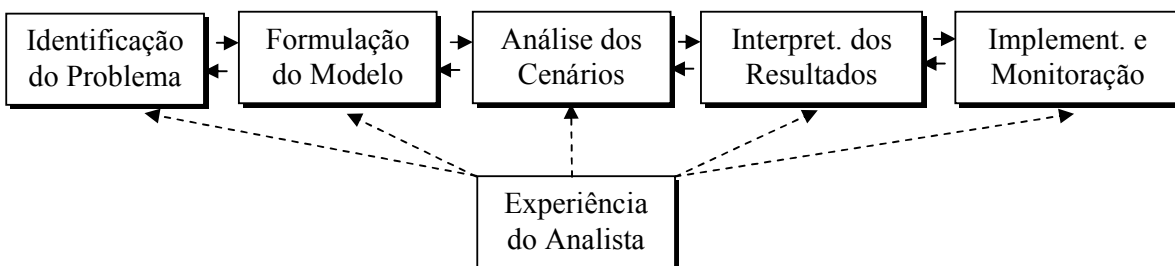 Identificação
do Problema
Formulação
do Modelo
Análise dos
Cenários
Interpret. dos
Resultados
Implement. e
Monitoração
Experiência
do Analista